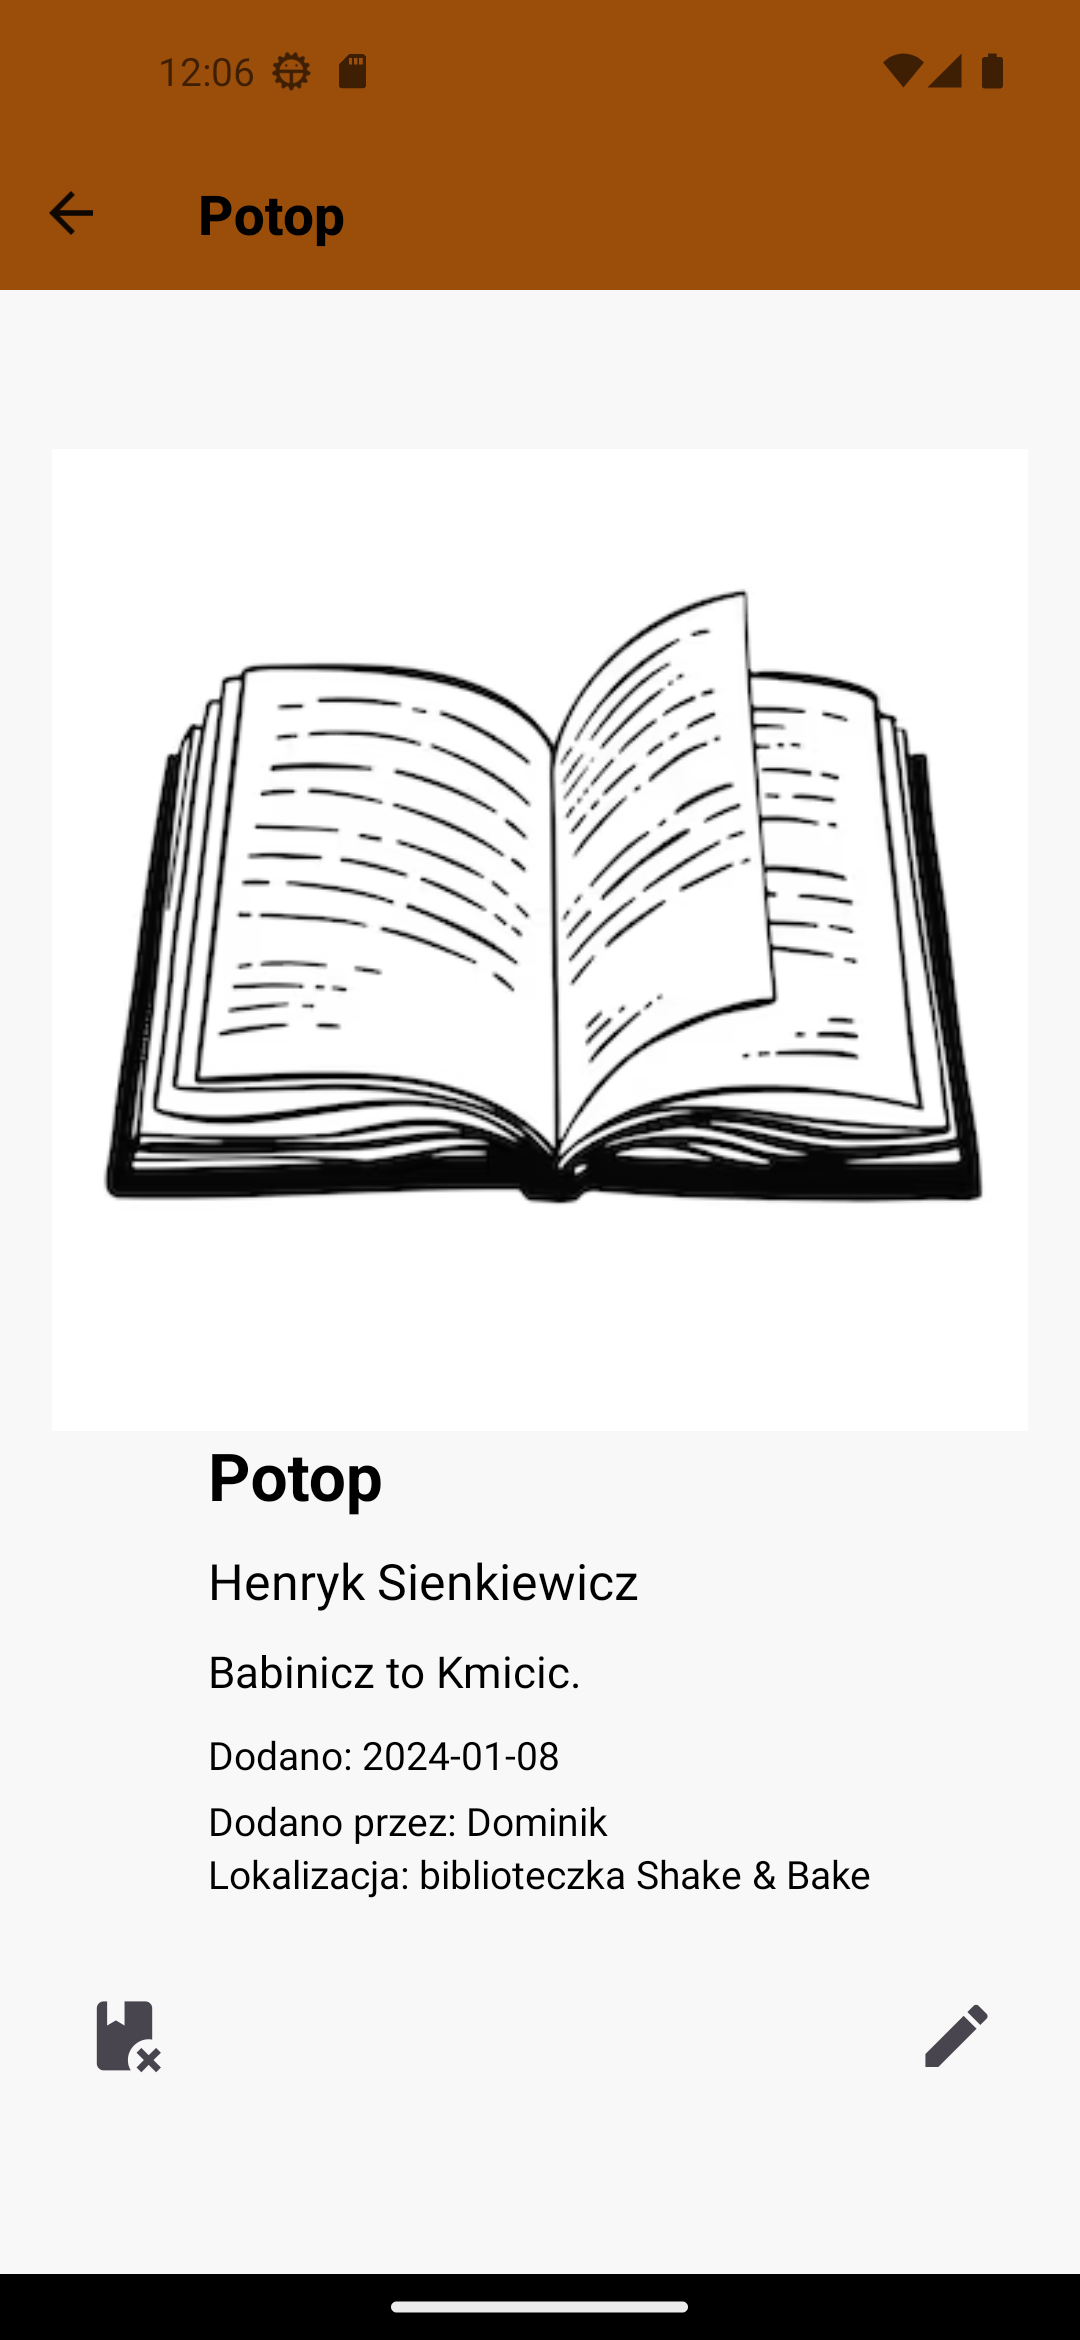 12:06
Potop
Potop
Henryk Sienkiewicz
Babinicz to Kmicic.
Dodano: 2024-01-08
Dodano przez: Dominik
Lokalizacja: biblioteczka Shake & Bake